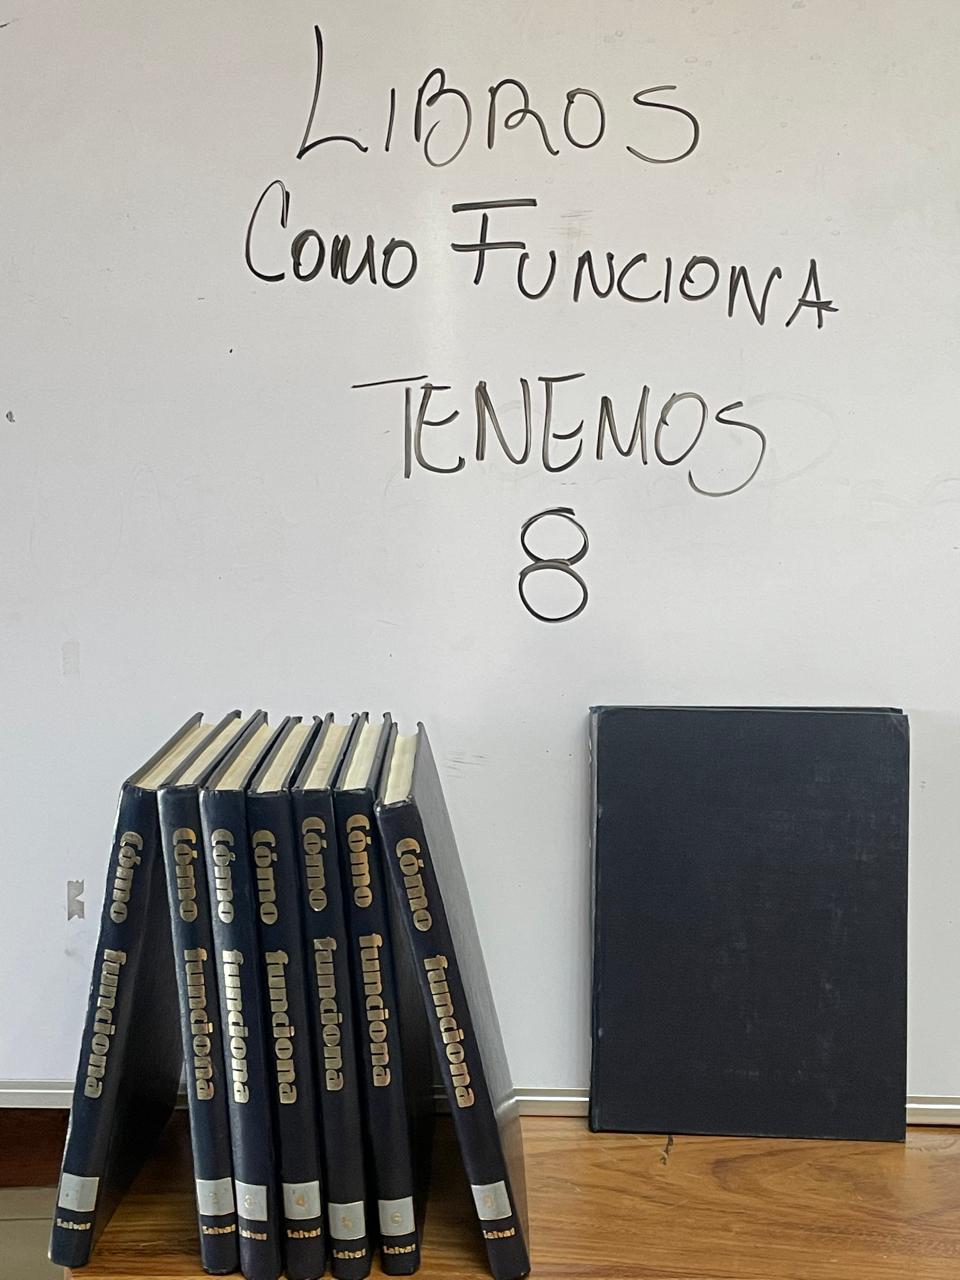 LIBROS
COMO FUNCIONA
TENEMOS
8
Cómo funciona
1
Salvat
Cómo funciona
2
Salvat
Cómo funciona
3
Salvat
Cómo funciona
4
Salvat
Cómo funciona
5
Salvat
Cómo funciona
6
Salvat
Cómo funciona
Salvat